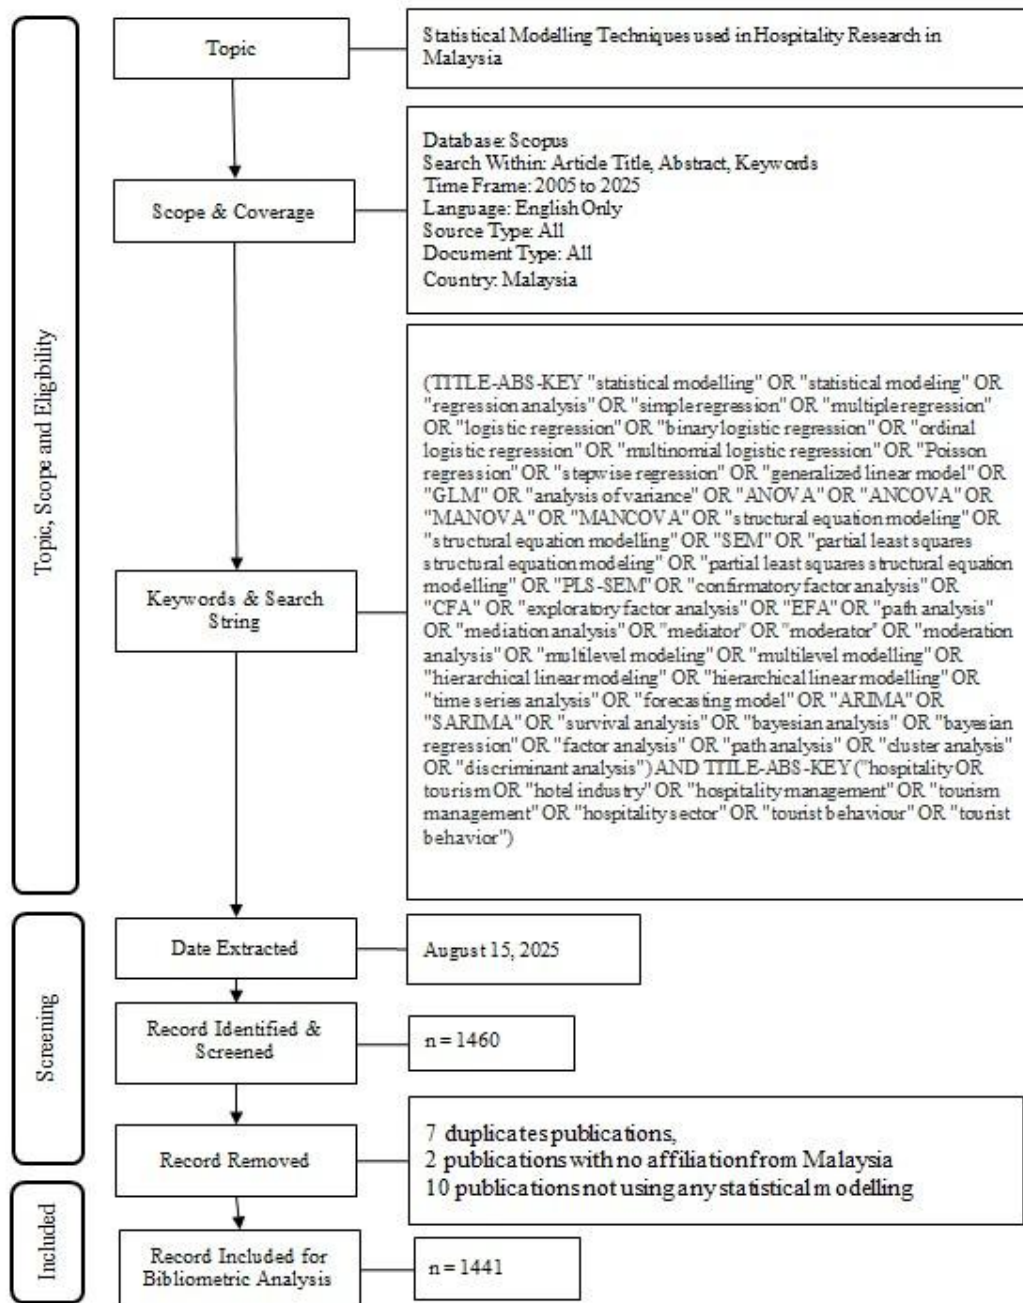 Topic, Scope and Eligibility
Topic
Statistical Modelling Techniques used in Hospitality Research in
Malaysia
Scope & Coverage
Database: Scopus
Search Within: Article Title, Abstract, Keywords
Time Frame: 2005 to 2025
Language: English Only
Source Type: All
Document Type: All
Country: Malaysia
Keywords & Search
String
(TITLE-ABS-KEY "statistical modelling" OR "statistical modeling" OR
"regression analysis" OR "simple regression" OR "multiple regression"
OR "logistic regression" OR "binary logistic regression" OR "ordinal
logistic regression" OR "multinomial logistic regression" OR "Poisson
regression" OR "stepwise regression" OR "generalized linear model" OR
"GLM" OR "analysis of variance" OR "ANOVA" OR "ANCOVA" OR
"MANOVA" OR "MANCOVA" OR "structural equation modeling" OR
"structural equation modelling" OR "SEM" OR "partial least squares
structural equation modeling" OR "partial least squares structural equation
modelling" OR "PLS-SEM" OR "confirmatory factor analysis" OR
"CFA" OR "exploratory factor analysis" OR "EFA" OR "path analysis"
OR "mediation analysis" OR "mediator" OR "moderator" OR "moderation
analysis" OR "multilevel modeling" OR "multilevel modelling" OR
"hierarchical linear modeling" OR "hierarchical linear modelling" OR
"time series analysis" OR "forecasting model" OR "ARIMA" OR
"SARIMA" OR "survival analysis" OR "bayesian analysis" OR "bayesian
regression" OR "factor analysis" OR "path analysis" OR "cluster analysis"
OR "discriminant analysis") AND TITLE-ABS-KEY ("hospitality OR
tourism OR "hotel industry" OR "hospitality management" OR "tourism
management" OR "hospitality sector" OR "tourist behaviour" OR "tourist
behavior")
Screening
Date Extracted
August 15, 2025
Record Identified &
Screened
n = 1460
Record Removed
7 duplicates publications,
2 publications with no affiliation from Malaysia
10 publications not using any statistical modelling
Included
Record Included for
Bibliometric Analysis
n = 1441